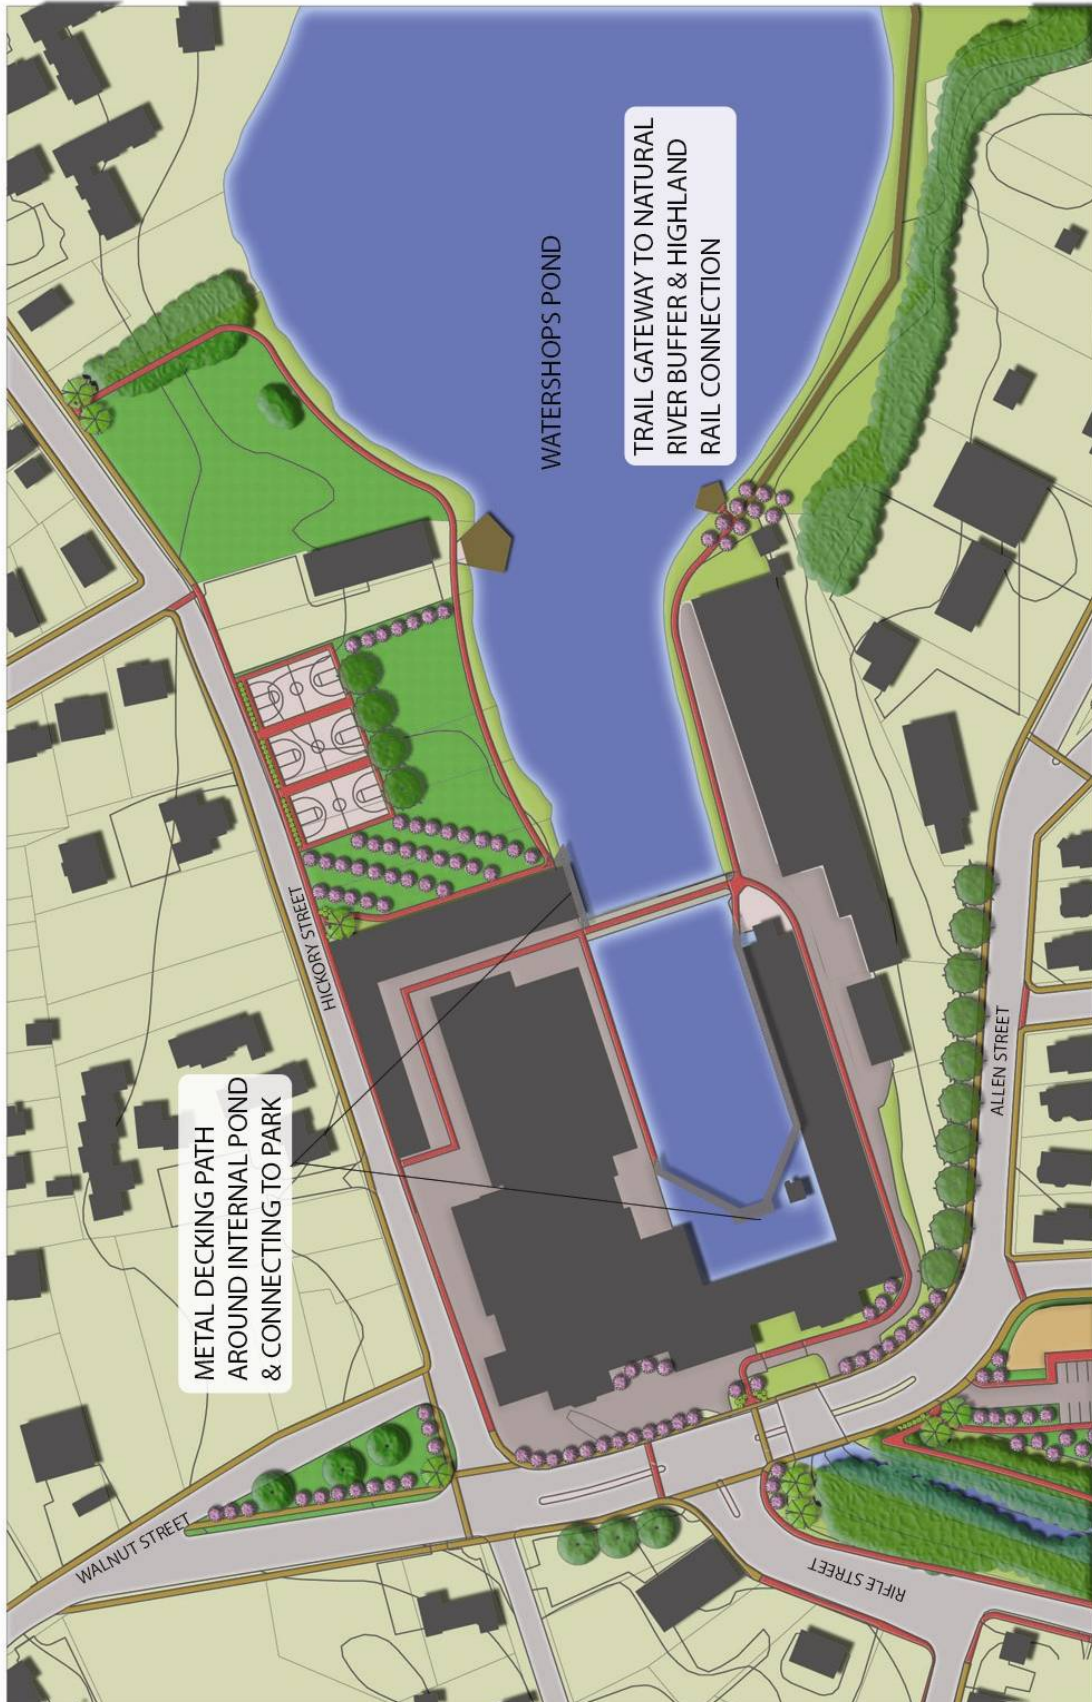 METAL DECKING PATH
AROUND INTERNAL POND
& CONNECTING TO PARK
WALNUT STREET
HICKORY STREET
WATERSHOPS POND
TRAIL GATEWAY TO NATURAL
RIVER BUFFER & HIGHLAND
RAIL CONNECTION
RIFLE STREET
ALLEN STREET